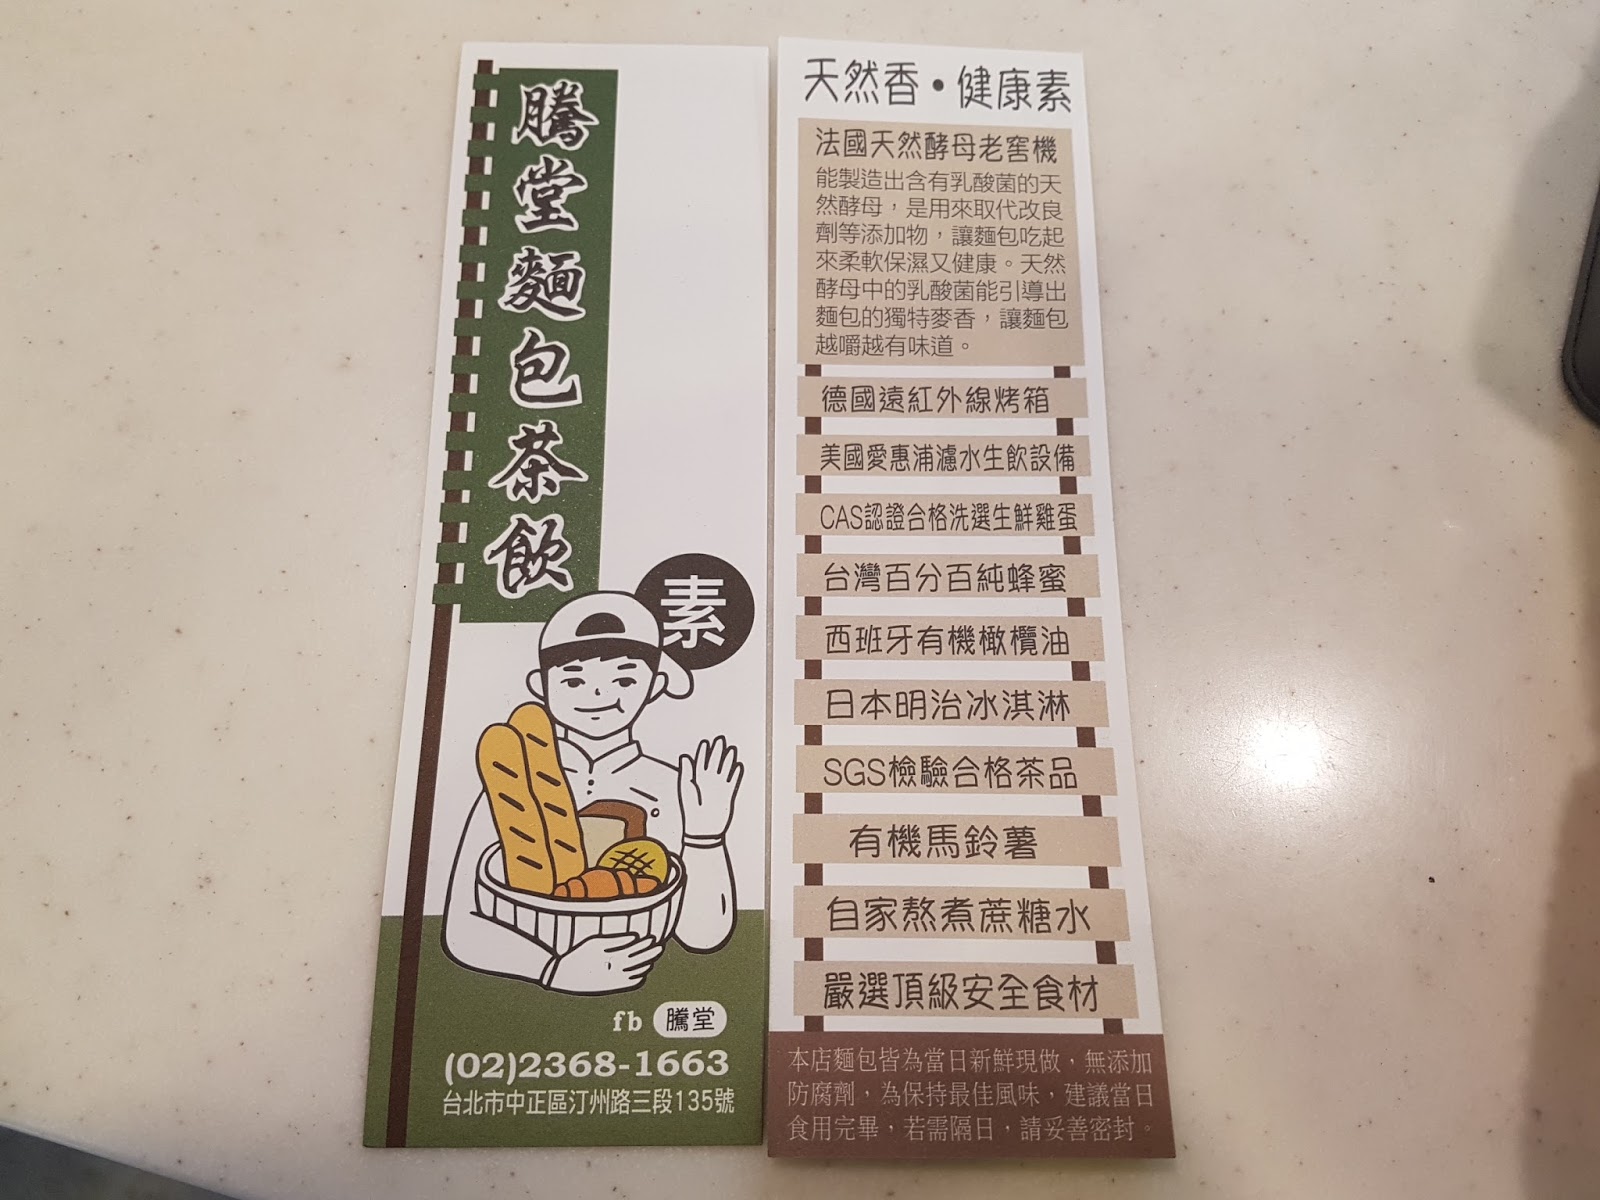 騰堂麵包茶飲
素
fb 騰堂
(02)2368-1663
台北市中正區汀州路三段135號
天然香•健康素
法國天然酵母老窖機
能製造出含有乳酸菌的天
然酵母，是用來取代改良
劑等添加物，讓麵包吃起
來柔軟保濕又健康。天然
酵母中的乳酸菌能引導出
麵包的獨特麥香，讓麵包
越嚼越有味道。
德國遠紅外線烤箱
美國愛惠浦濾水生飲設備
CAS認證合格洗選生鮮雞蛋
台灣百分百純蜂蜜
西班牙有機橄欖油
日本明治冰淇淋
SGS檢驗合格茶品
有機馬鈴薯
自家熬煮蔗糖水
嚴選頂級安全食材
本店麵包皆為當日新鮮現做，無添加
防腐劑，為保持最佳風味，建議當日
食用完畢，若需隔日，請妥善密封。